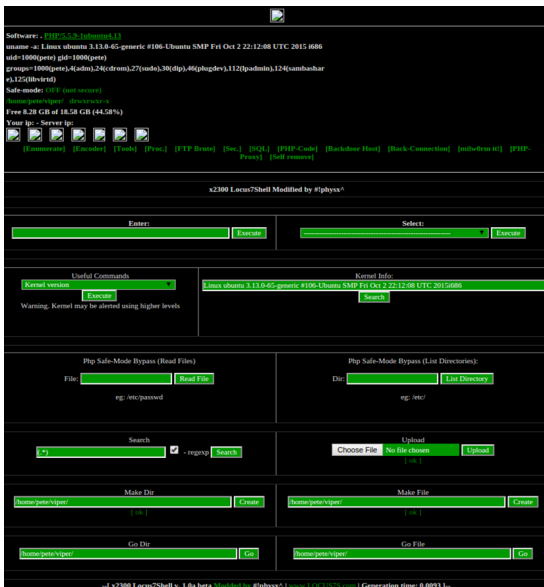 Software: . PHP/5.5.9-1ubuntu4.13
uname -a: Linux ubuntu 3.13.0-65-generic #106-Ubuntu SMP Fri Oct 2 22:12:08 UTC 2015 i686
uid=1000(pete) gid=1000(pete)
groups=1000(pete),4(adm),24(cdrom),27(sudo),30(dip),46(plugdev),112(lpadmin),124(sambashar
e),125(libvirtd)
Safe-mode: OFF (not secure)
/home/pete/viper/ drwxrwxr-x
Free 8.28 GB of 18.58 GB (44.58%)
Your ip: - Server ip:
[Enumerate] [Encoder] [Tools] [Proc.] [FTP Brute] [Sec.] [SQL] [PHP-Code] [Backdoor Host] [Back-Connection] [milw0rm it!] [PHP-
Proxy] [Self remove]
x2300 Locus7Shell Modified by #!physx^
Enter: Select:
Execute Execute
Useful Commands Kernel Info:
Kernel version Linux ubuntu 3.13.0-65-generic #106-Ubuntu SMP Fri Oct 2 22:12:08 UTC 2015i686
Execute Search
Warning. Kernel may be alerted using higher levels
Php Safe-Mode Bypass (Read Files) Php Safe-Mode Bypass (List Directories):
File: Read File Dir: List Directory
eg: /etc/passwd eg: /etc/
Search Upload
(.*) - regexp Search Choose File No file chosen Upload
[ ok ]
Make Dir Make File
/home/pete/viper/ Create /home/pete/viper/ Create
[ ok ] [ ok ]
Go Dir Go File
/home/pete/viper/ Go /home/pete/viper/ Go
--[ x2300 Locus7Shell v. 1.0a beta Modded by #!physx^ | www.LOCUS7S.com | Generation time: 0.0093 ]--